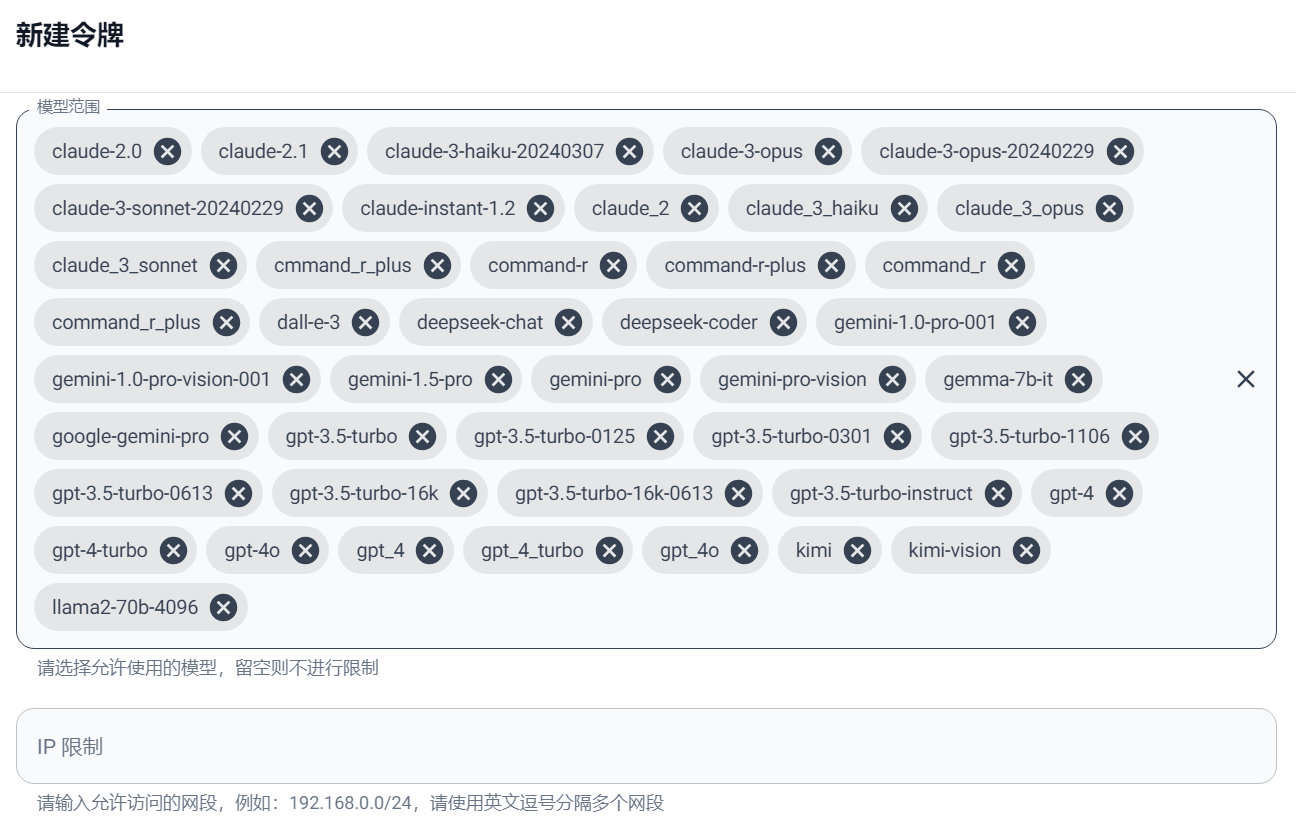 新建令牌
模型范围
claude-2.0 claude-2.1 claude-3-haiku-20240307 claude-3-opus claude-3-opus-20240229
claude-3-sonnet-20240229 claude-instant-1.2 claude_2 claude_3_haiku claude_3_opus
claude_3_sonnet cmmand_r_plus command-r command-r-plus command_r
command_r_plus dall-e-3 deepseek-chat deepseek-coder gemini-1.0-pro-001
gemini-1.0-pro-vision-001 gemini-1.5-pro gemini-pro gemini-pro-vision gemma-7b-it
google-gemini-pro gpt-3.5-turbo gpt-3.5-turbo-0125 gpt-3.5-turbo-0301 gpt-3.5-turbo-1106
gpt-3.5-turbo-0613 gpt-3.5-turbo-16k gpt-3.5-turbo-16k-0613 gpt-3.5-turbo-instruct gpt-4
gpt-4-turbo gpt-4o gpt_4 gpt_4_turbo gpt_4o kimi kimi-vision
llama2-70b-4096
请选择允许使用的模型，留空则不进行限制
IP 限制
请输入允许访问的网段，例如：192.168.0.0/24，请使用英文逗号分隔多个网段